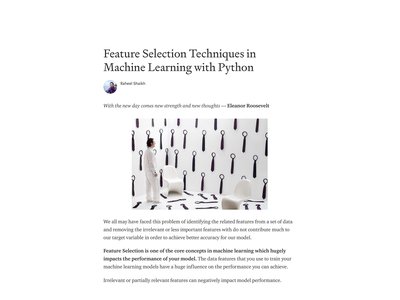 Feature Selection Techniques in
Machine Learning with Python
Raheel Shaikh
With the new day comes new strength and new thoughts — Eleanor Roosevelt
We all may have faced this problem of identifying the related features from a set of data
and removing the irrelevant or less important features with do not contribute much to
our target variable in order to achieve better accuracy for our model.
Feature Selection is one of the core concepts in machine learning which hugely
impacts the performance of your model. The data features that you use to train your
machine learning models have a huge influence on the performance you can achieve.
Irrelevant or partially relevant features can negatively impact model performance.